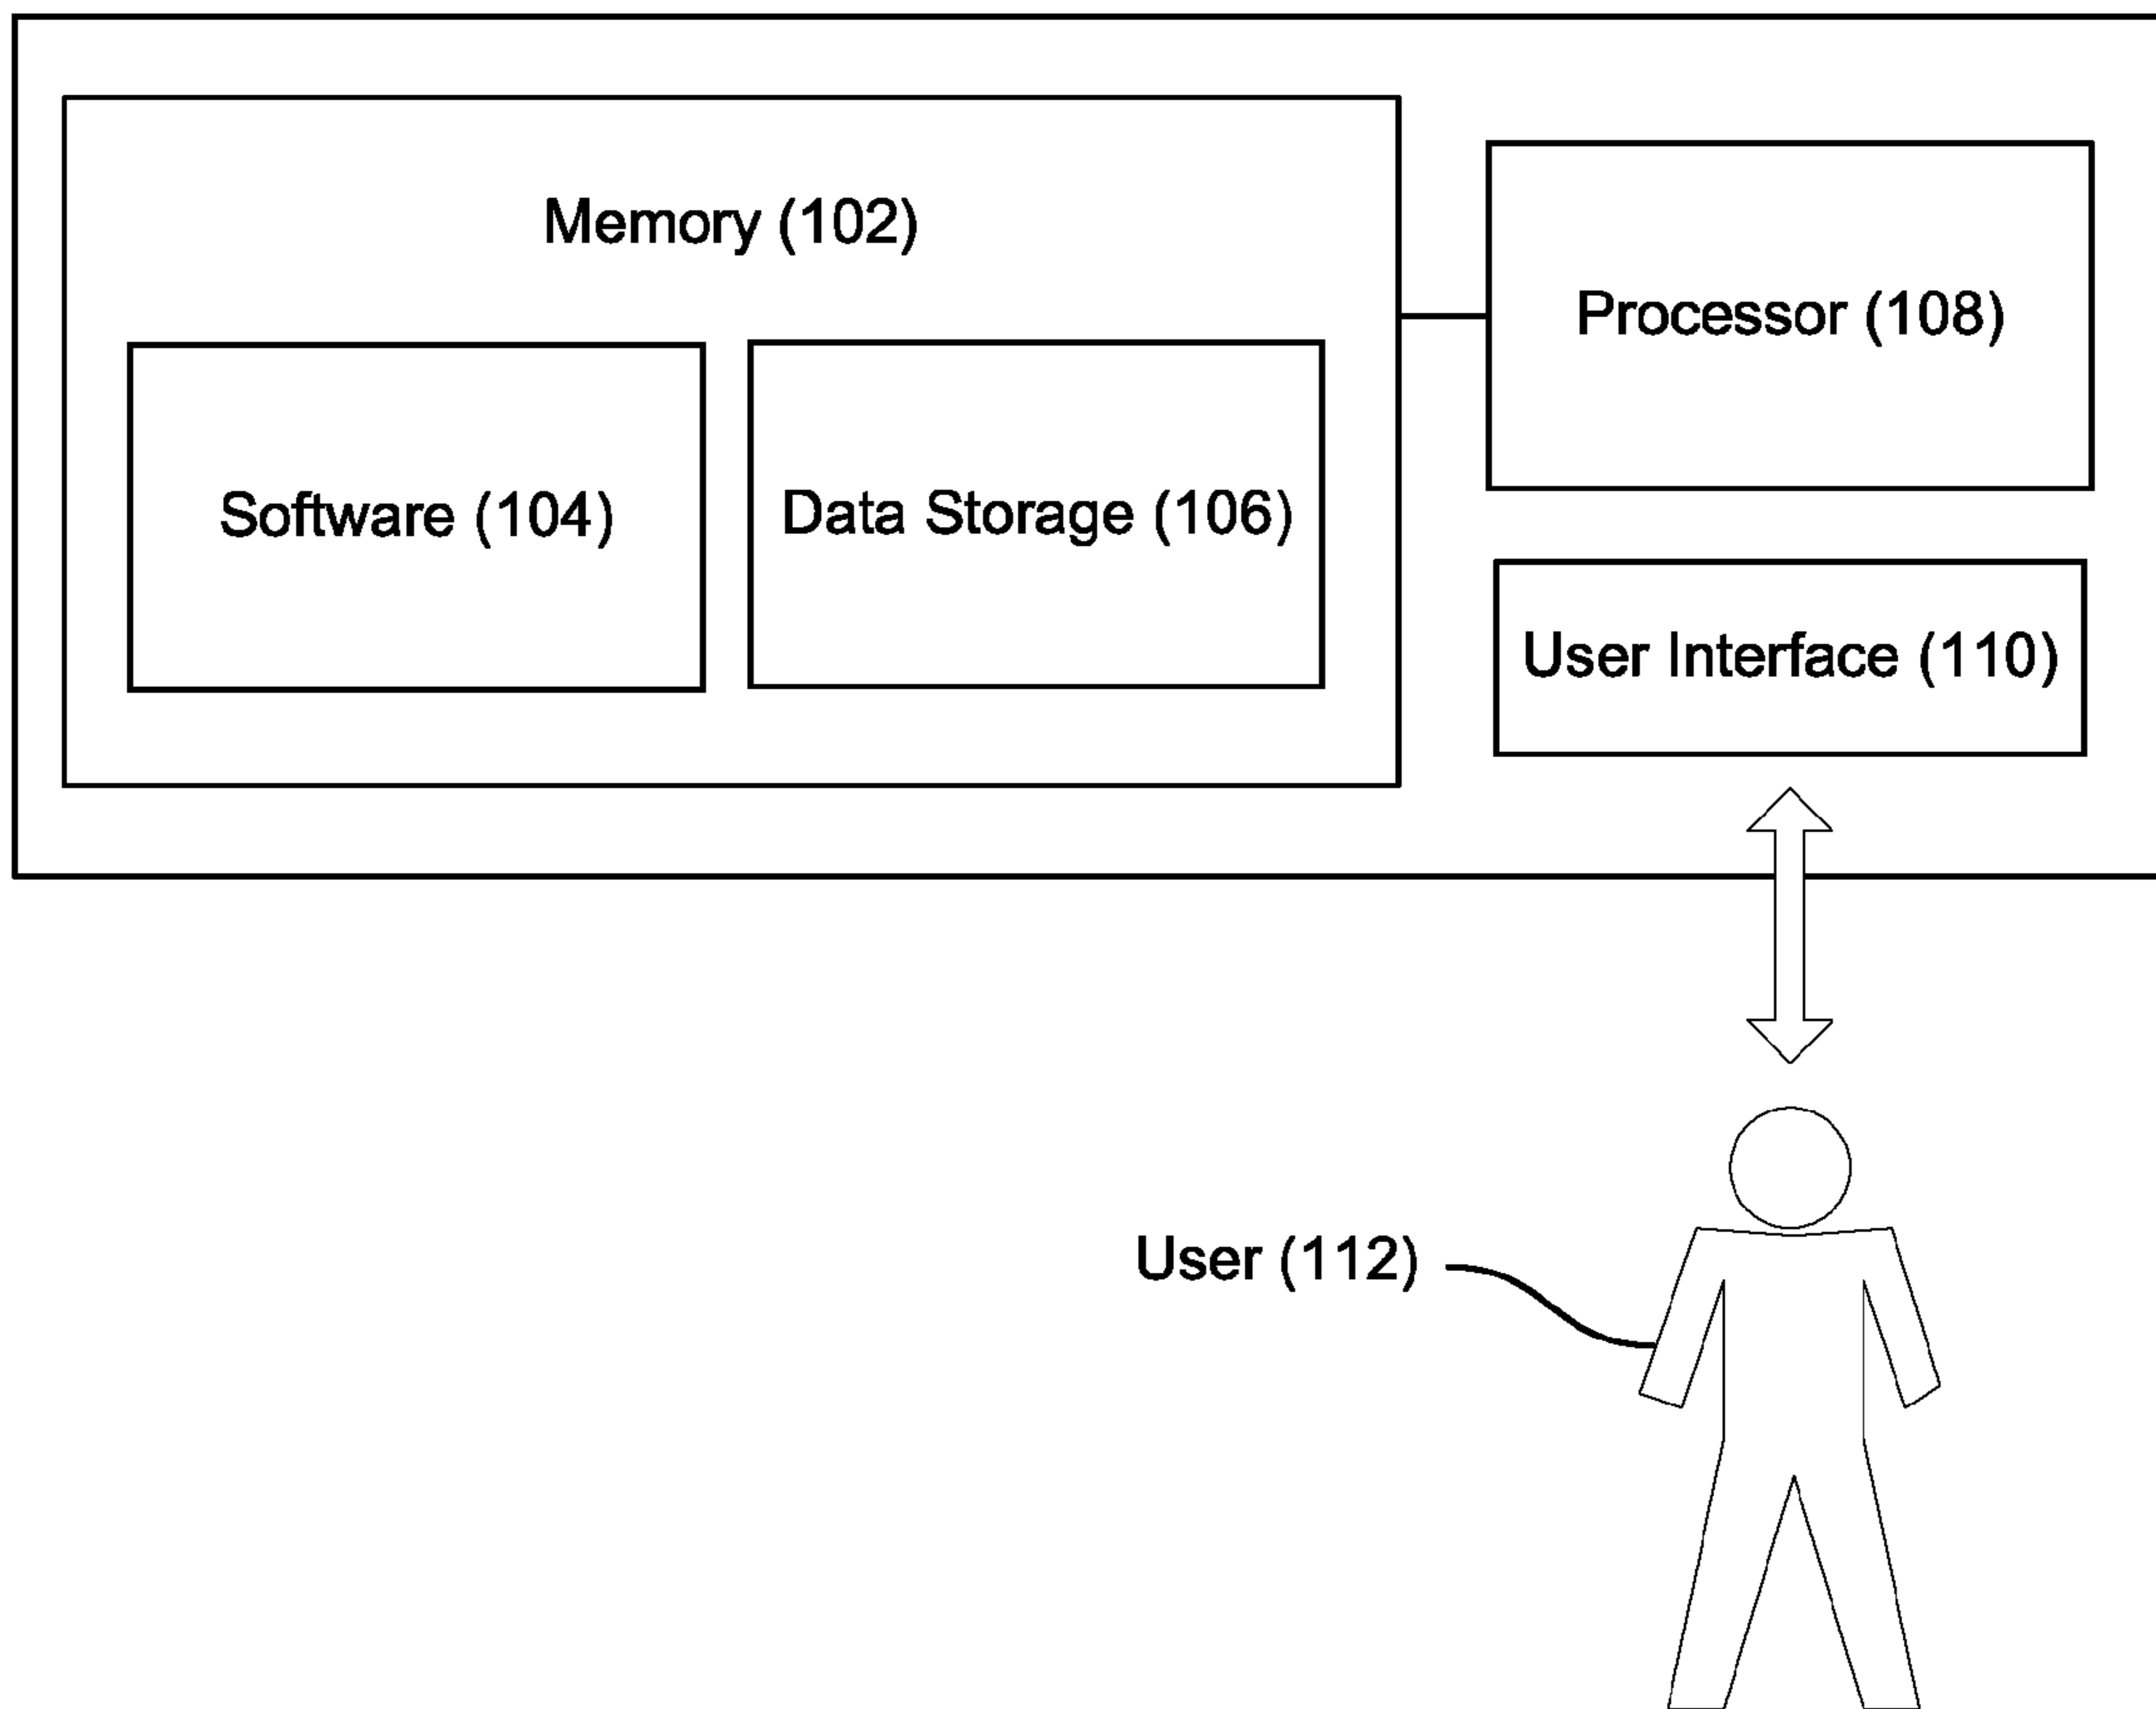 Memory (102)
Processor (108)
Software (104)
Data Storage (106)
User Interface (110)
User (112)